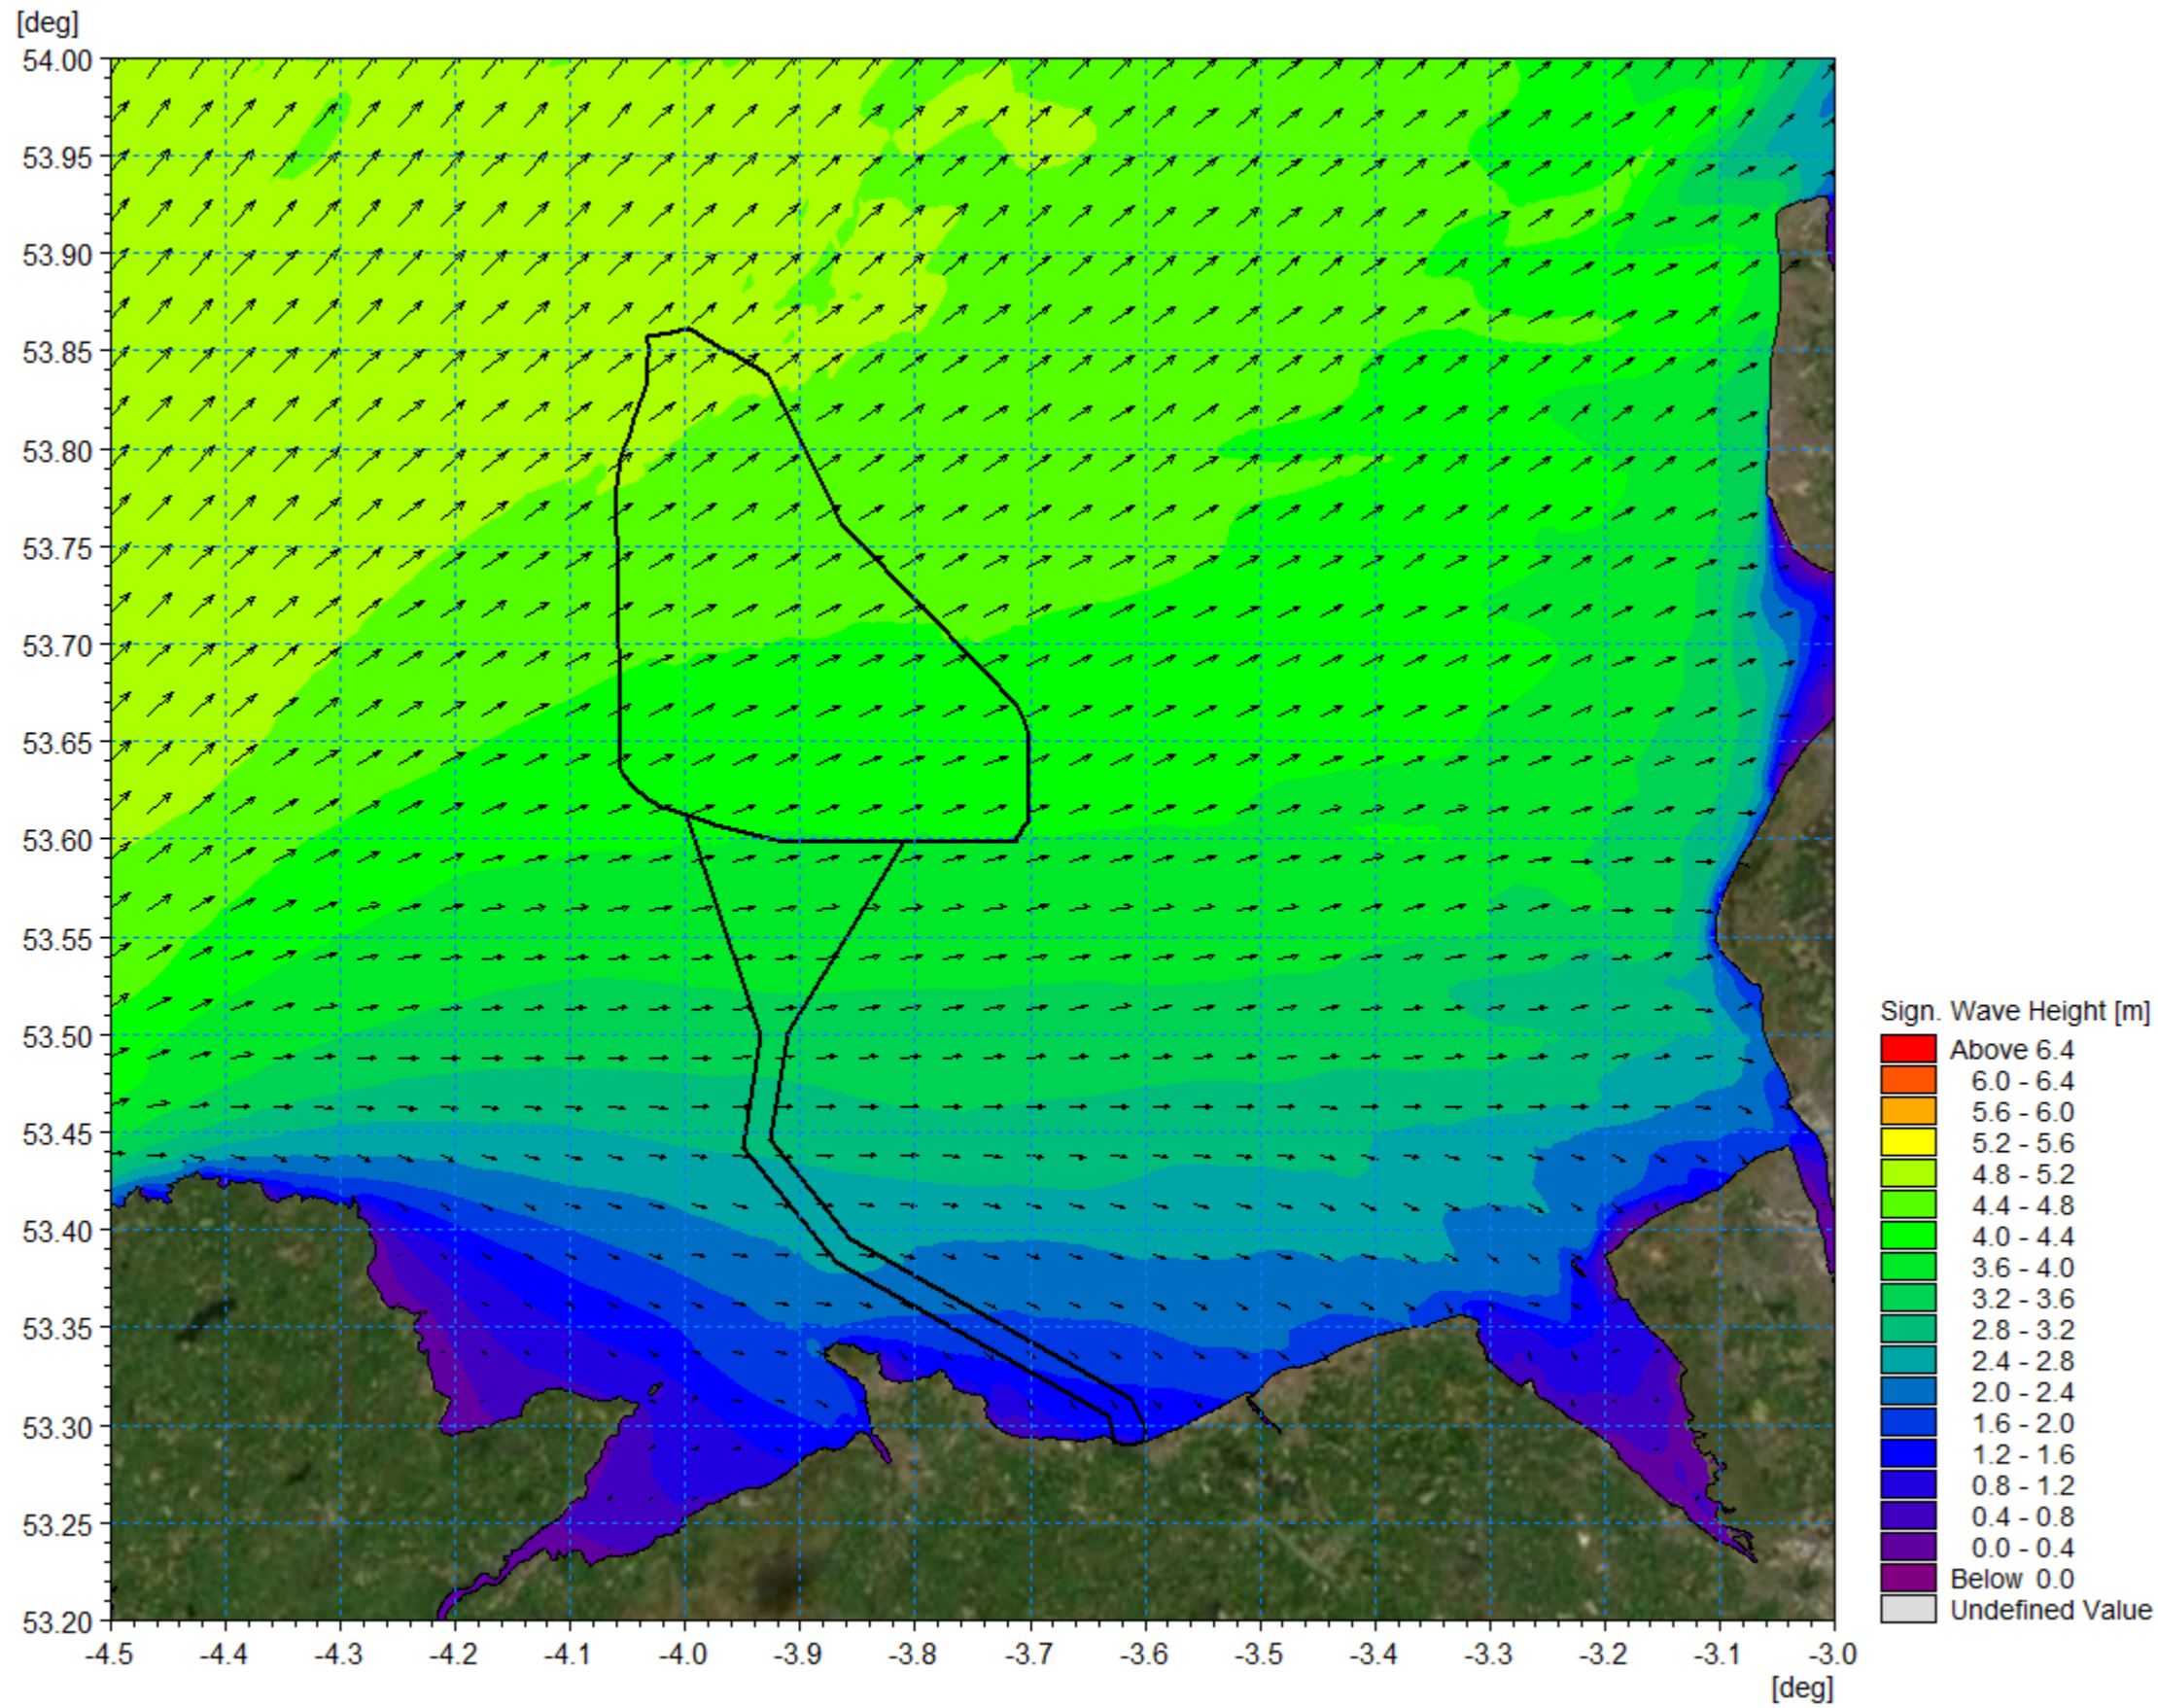 [deg]
54.00
53.95
53.90
53.85
53.80
53.75
53.70
53.65
53.60
53.55
53.50
53.45
53.40
53.35
53.30
53.25
53.20
-4.5 -4.4 -4.3 -4.2 -4.1 -4.0 -3.9 -3.8 -3.7 -3.6 -3.5 -3.4 -3.3 -3.2 -3.1 -3.0
[deg]
Sign. Wave Height [m]
Above 6.4
6.0 - 6.4
5.6 - 6.0
5.2 - 5.6
4.8 - 5.2
4.4 - 4.8
4.0 - 4.4
3.6 - 4.0
3.2 - 3.6
2.8 - 3.2
2.4 - 2.8
2.0 - 2.4
1.6 - 2.0
1.2 - 1.6
0.8 - 1.2
0.4 - 0.8
0.0 - 0.4
Below 0.0
Undefined Value